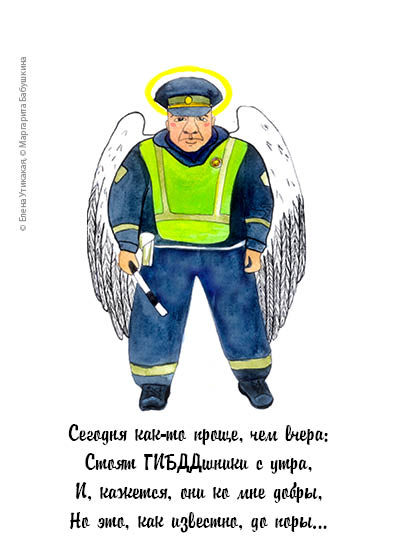 © Елена Утикакая, © Маргарита Бабушкина
Сегодня как-то проще, чем вчера:
Стоят ГИБДДшники с утра,
И, кажется, они ко мне добры,
Но это, как известно, до поры...